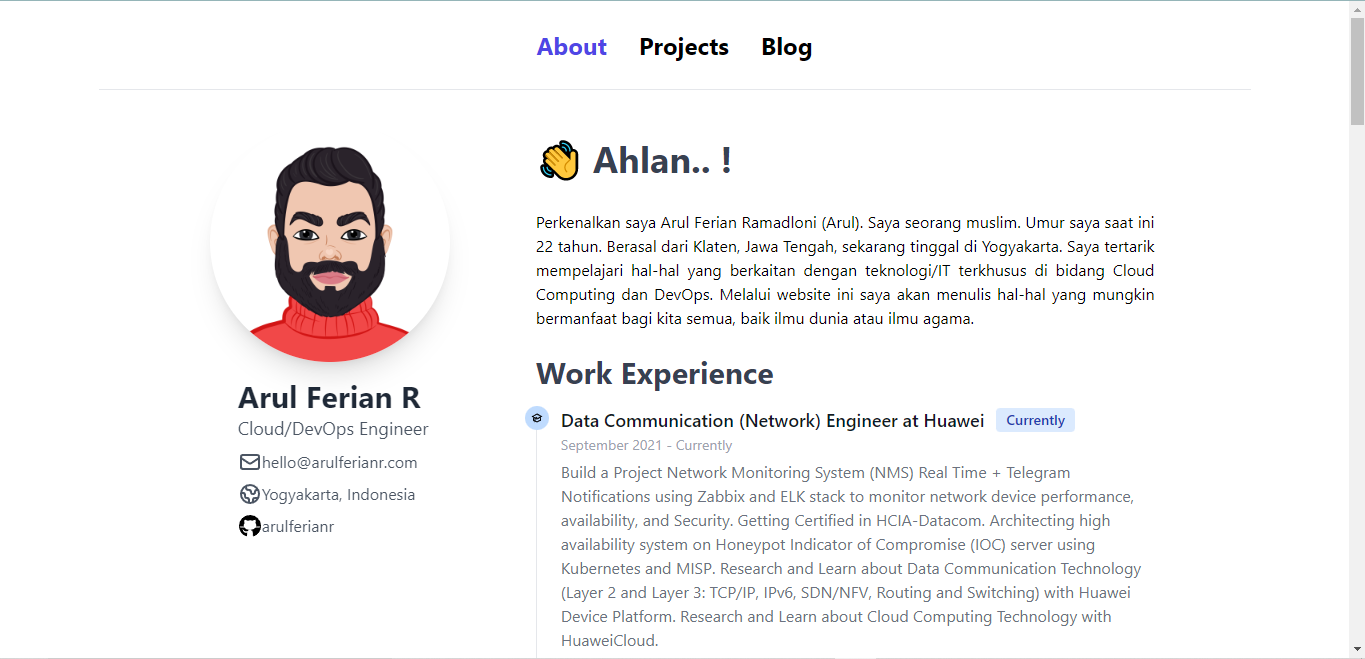 About Projects Blog
Ahlan.. !
Perkenalkan saya Arul Ferian Ramadloni (Arul). Saya seorang muslim. Umur saya saat ini
22 tahun. Berasal dari Klaten, Jawa Tengah, sekarang tinggal di Yogyakarta. Saya tertarik
mempelajari hal-hal yang berkaitan dengan teknologi/IT terkhusus di bidang Cloud
Computing dan DevOps. Melalui website ini saya akan menulis hal-hal yang mungkin
bermanfaat bagi kita semua, baik ilmu dunia atau ilmu agama.
Arul Ferian R
Cloud/DevOps Engineer
hello@arulferianr.com
Yogyakarta, Indonesia
arulferianr
Work Experience
Data Communication (Network) Engineer at Huawei Currently
September 2021 - Currently
Build a Project Network Monitoring System (NMS) Real Time + Telegram
Notifications using Zabbix and ELK stack to monitor network device performance,
availability, and Security. Getting Certified in HCIA-Datacom. Architecting high
availability system on Honeypot Indicator of Compromise (IOC) server using
Kubernetes and MISP. Research and Learn about Data Communication Technology
(Layer 2 and Layer 3: TCP/IP, IPv6, SDN/NFV, Routing and Switching) with Huawei
Device Platform. Research and Learn about Cloud Computing Technology with
HuaweiCloud.